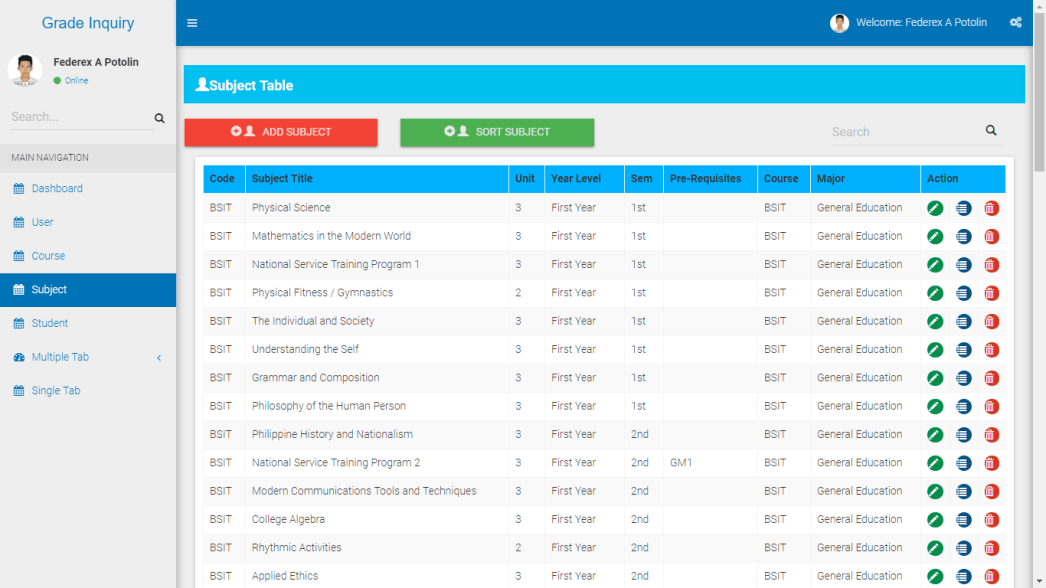 Grade Inquiry
Welcome: Federex A Potolin
Federex A Potolin
Online
Search...
MAIN NAVIGATION
Dashboard
User
Course
Subject
Student
Multiple Tab
Single Tab
Subject Table
ADD SUBJECT
SORT SUBJECT
Search
Code Subject Title Unit Year Level Sem Pre-Requisites Course Major Action
BSIT Physical Science 3 First Year 1st BSIT General Education
BSIT Mathematics in the Modern World 3 First Year 1st BSIT General Education
BSIT National Service Training Program 1 3 First Year 1st BSIT General Education
BSIT Physical Fitness / Gymnastics 2 First Year 1st BSIT General Education
BSIT The Individual and Society 3 First Year 1st BSIT General Education
BSIT Understanding the Self 3 First Year 1st BSIT General Education
BSIT Grammar and Composition 3 First Year 1st BSIT General Education
BSIT Philosophy of the Human Person 3 First Year 1st BSIT General Education
BSIT Philippine History and Nationalism 3 First Year 2nd BSIT General Education
BSIT National Service Training Program 2 3 First Year 2nd GM1 BSIT General Education
BSIT Modern Communications Tools and Techniques 3 First Year 2nd BSIT General Education
BSIT College Algebra 3 First Year 2nd BSIT General Education
BSIT Rhythmic Activities 2 First Year 2nd BSIT General Education
BSIT Applied Ethics 3 First Year 2nd BSIT General Education